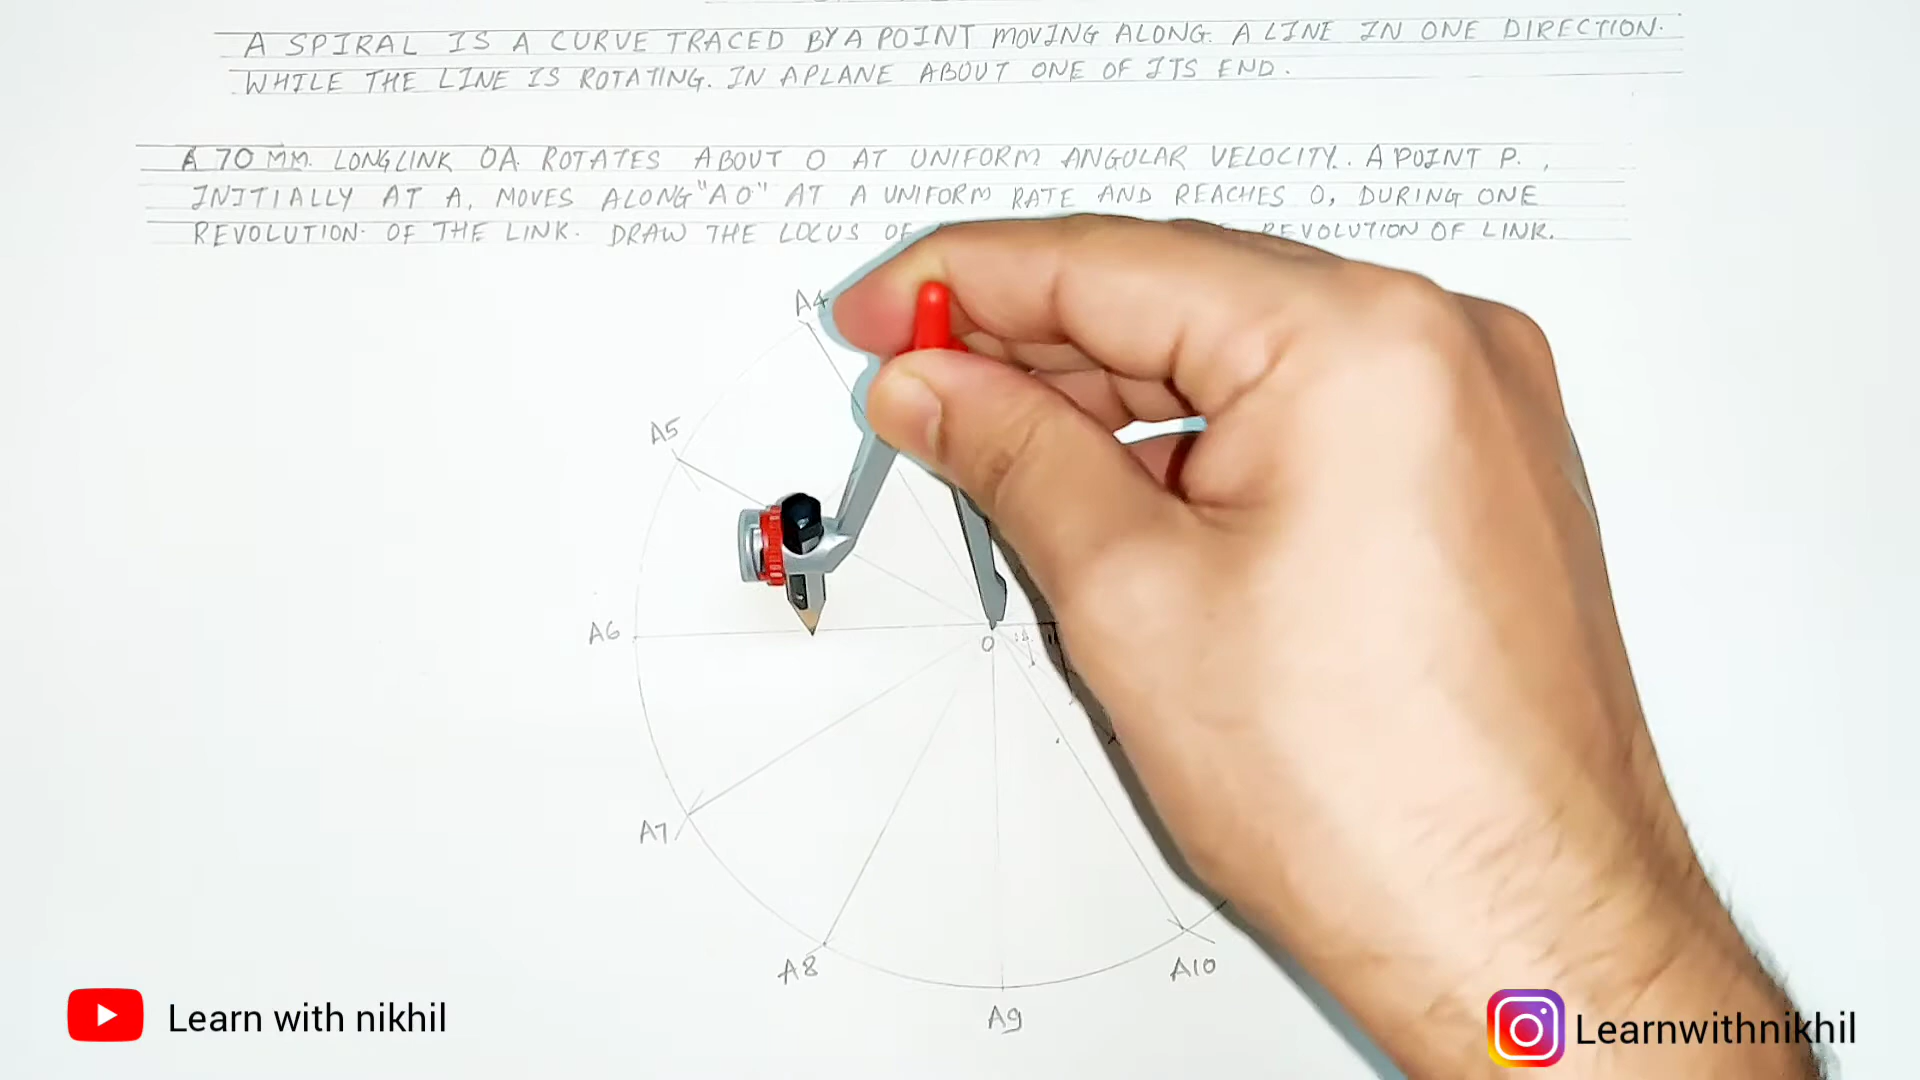 A SPIRAL IS A CURVE TRACED BY A POINT MOVING ALONG. A LINE IN ONE DIRECTION.
WHILE THE LINE IS ROTATING. IN A PLANE ABOUT ONE OF ITS END.
A 70 MM. LONG LINK OA ROTATES ABOUT O AT UNIFORM ANGULAR VELOCITY. A POINT P.,
INITIALLY AT A, MOVES ALONG "AO" AT A UNIFORM RATE AND REACHES O, DURING ONE
REVOLUTION. OF THE LINK. DRAW THE LOCUS OF REVOLUTION OF LINK.
A4
A5
A6
O
A7
A8
A10
A9
Learn with nikhil
Learnwithnikhil